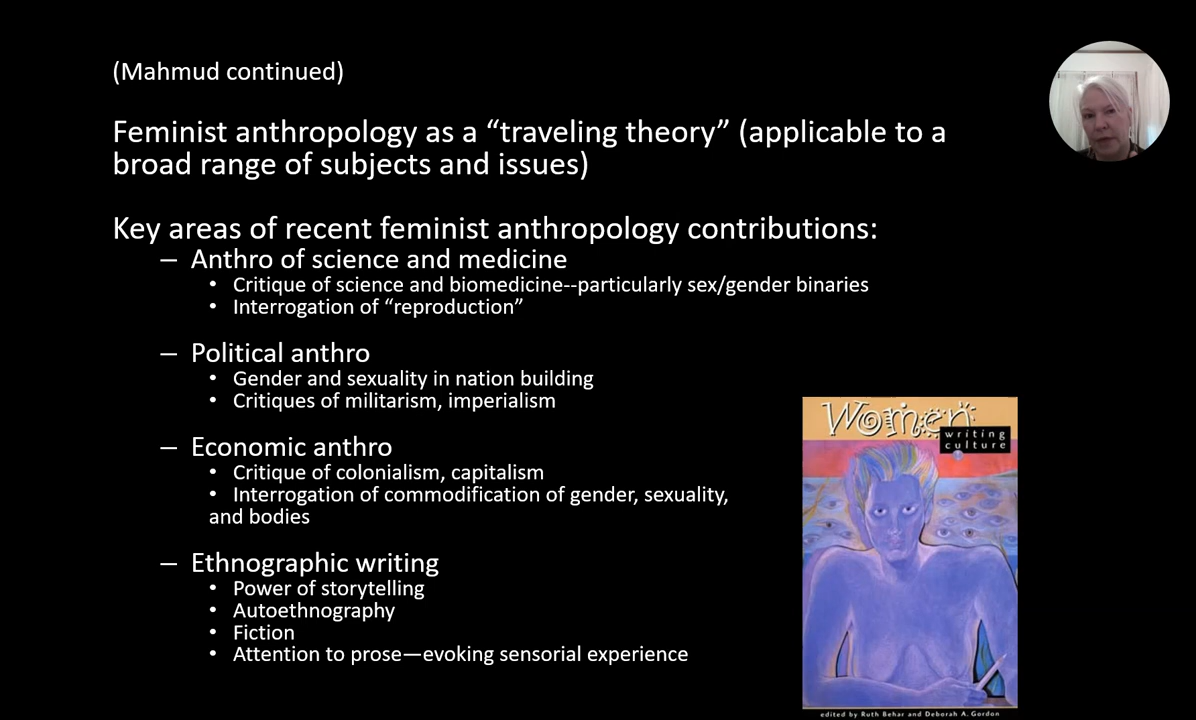 (Mahmud continued)
Feminist anthropology as a “traveling theory” (applicable to a
broad range of subjects and issues)
Key areas of recent feminist anthropology contributions:
– Anthro of science and medicine
• Critique of science and biomedicine--particularly sex/gender binaries
• Interrogation of “reproduction”
– Political anthro
• Gender and sexuality in nation building
• Critiques of militarism, imperialism
– Economic anthro
• Critique of colonialism, capitalism
• Interrogation of commodification of gender, sexuality,
and bodies
– Ethnographic writing
• Power of storytelling
• Autoethnography
• Fiction
• Attention to prose—evoking sensorial experience
Women
writing
culture
edited by Ruth Behar and Deborah A. Gordon